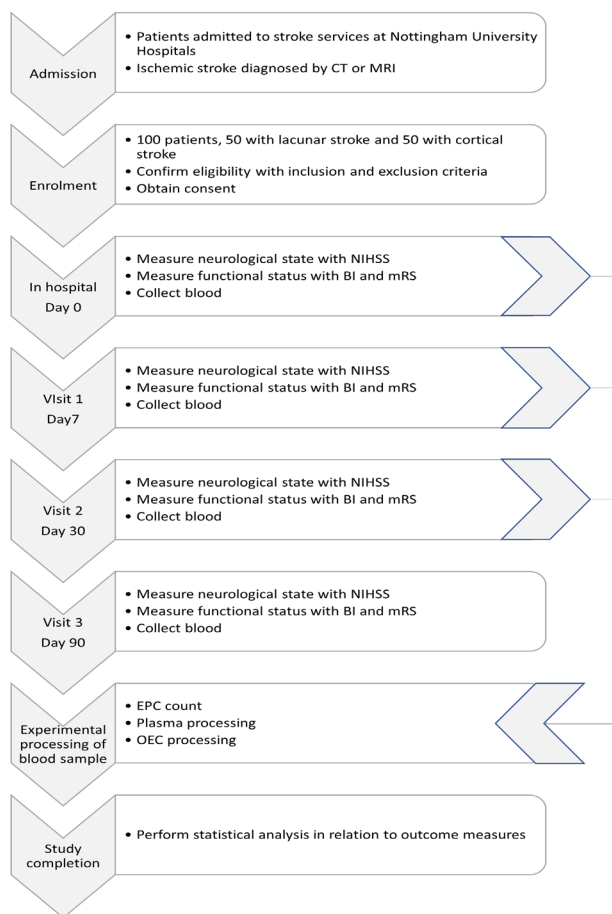 Admission
• Patients admitted to stroke services at Nottingham University
Hospitals
• Ischemic stroke diagnosed by CT or MRI
Enrolment
• 100 patients, 50 with lacunar stroke and 50 with cortical
stroke
• Confirm eligibility with inclusion and exclusion criteria
• Obtain consent
In hospital
Day 0
• Measure neurological state with NIHSS
• Measure functional status with BI and mRS
• Collect blood
VIsit 1
Day7
• Measure neurological state with NIHSS
• Measure functional status with BI and mRS
• Collect blood
Visit 2
Day 30
• Measure neurological state with NIHSS
• Measure functional status with BI and mRS
• Collect blood
Visit 3
Day 90
• Measure neurological state with NIHSS
• Measure functional status with BI and mRS
• Collect blood
Experimental
processing of
blood sample
• EPC count
• Plasma processing
• OEC processing
Study
completion
• Perform statistical analysis in relation to outcome measures